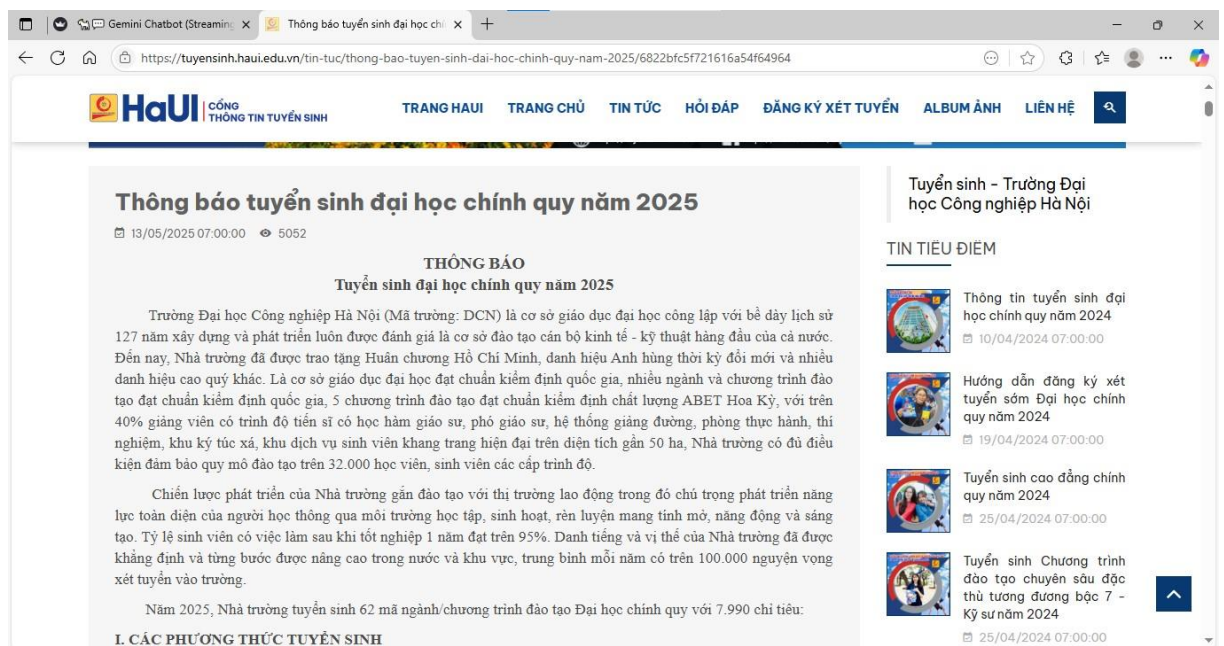 Gemini Chatbot (Streaming
Thông báo tuyển sinh đại học chí
https://tuyensinh.haui.edu.vn/tin-tuc/thong-bao-tuyen-sinh-dai-hoc-chinh-quy-nam-2025/6822bfc5f721616a54f64964
HaUI
CỔNG
THÔNG TIN TUYỂN SINH
TRANG HAUI TRANG CHỦ TIN TỨC HỎI ĐÁP ĐĂNG KÝ XÉT TUYỂN ALBUM ẢNH LIÊN HỆ
Thông báo tuyển sinh đại học chính quy năm 2025
13/05/2025 07:00:00 5052
THÔNG BÁO
Tuyển sinh đại học chính quy năm 2025
Trường Đại học Công nghiệp Hà Nội (Mã trường: DCN) là cơ sở giáo dục đại học công lập với bề dày lịch sử
127 năm xây dựng và phát triển luôn được đánh giá là cơ sở đào tạo cán bộ kinh tế - kỹ thuật hàng đầu của cả nước.
Đến nay, Nhà trường đã được trao tặng Huân chương Hồ Chí Minh, danh hiệu Anh hùng thời kỳ đổi mới và nhiều
danh hiệu cao quý khác. Là cơ sở giáo dục đại học đạt chuẩn kiểm định quốc gia, nhiều ngành và chương trình đào
tạo đạt chuẩn kiểm định quốc gia, 5 chương trình đào tạo đạt chuẩn kiểm định chất lượng ABET Hoa Kỳ, với trên
40% giảng viên có trình độ tiến sĩ có học hàm giáo sư, phó giáo sư, hệ thống giảng đường, phòng thực hành, thí
nghiệm, khu ký túc xá, khu dịch vụ sinh viên khang trang hiện đại trên diện tích gần 50 ha, Nhà trường có đủ điều
kiện đảm bảo quy mô đào tạo trên 32.000 học viên, sinh viên các cấp trình độ.
Chiến lược phát triển của Nhà trường gắn đào tạo với thị trường lao động trong đó chú trọng phát triển năng
lực toàn diện của người học thông qua môi trường học tập, sinh hoạt, rèn luyện mang tính mở, năng động và sáng
tạo. Tỷ lệ sinh viên có việc làm sau khi tốt nghiệp 1 năm đạt trên 95%. Danh tiếng và vị thế của Nhà trường đã được
khẳng định và từng bước được nâng cao trong nước và khu vực, trung bình mỗi năm có trên 100.000 nguyện vọng
xét tuyển vào trường.
Năm 2025, Nhà trường tuyển sinh 62 mã ngành/chương trình đào tạo Đại học chính quy với 7.990 chỉ tiêu:
I. CÁC PHƯƠNG THỨC TUYỂN SINH
Tuyển sinh - Trường Đại
học Công nghiệp Hà Nội
TIN TIÊU ĐIỂM
Thông tin tuyển sinh đại
học chính quy năm 2024
10/04/2024 07:00:00
Hướng dẫn đăng ký xét
tuyển sớm Đại học chính
quy năm 2024
19/04/2024 07:00:00
Tuyển sinh cao đẳng chính
quy năm 2024
25/04/2024 07:00:00
Tuyển sinh Chương trình
đào tạo chuyên sâu đặc
thù tương đương bậc 7 -
Kỹ sư năm 2024
25/04/2024 07:00:00